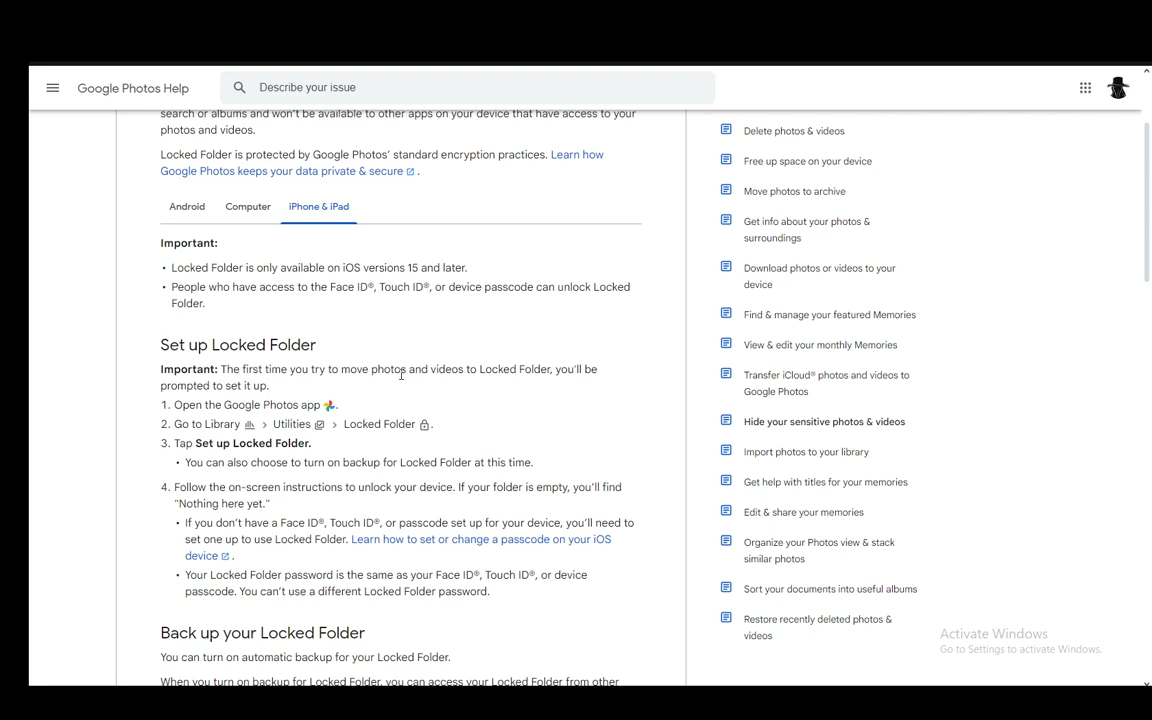 Google Photos Help
Describe your issue
search or albums and won't be available to other apps on your device that have access to your
photos and videos.
Locked Folder is protected by Google Photos' standard encryption practices. Learn how
Google Photos keeps your data private & secure .
Android Computer iPhone & iPad
Important:
• Locked Folder is only available on iOS versions 15 and later.
• People who have access to the Face ID®, Touch ID®, or device passcode can unlock Locked
Folder.
Set up Locked Folder
Important: The first time you try to move photos and videos to Locked Folder, you'll be
prompted to set it up.
1. Open the Google Photos app .
2. Go to Library > Utilities > Locked Folder .
3. Tap Set up Locked Folder.
• You can also choose to turn on backup for Locked Folder at this time.
4. Follow the on-screen instructions to unlock your device. If your folder is empty, you'll find
"Nothing here yet."
• If you don't have a Face ID®, Touch ID®, or passcode set up for your device, you'll need to
set one up to use Locked Folder. Learn how to set or change a passcode on your iOS
device .
• Your Locked Folder password is the same as your Face ID®, Touch ID®, or device
passcode. You can't use a different Locked Folder password.
Back up your Locked Folder
You can turn on automatic backup for your Locked Folder.
When you turn on backup for Locked Folder, you can access your Locked Folder from other
Delete photos & videos
Free up space on your device
Move photos to archive
Get info about your photos &
surroundings
Download photos or videos to your
device
Find & manage your featured Memories
View & edit your monthly Memories
Transfer iCloud® photos and videos to
Google Photos
Hide your sensitive photos & videos
Import photos to your library
Get help with titles for your memories
Edit & share your memories
Organize your Photos view & stack
similar photos
Sort your documents into useful albums
Restore recently deleted photos &
videos
Activate Windows
Go to Settings to activate Windows.